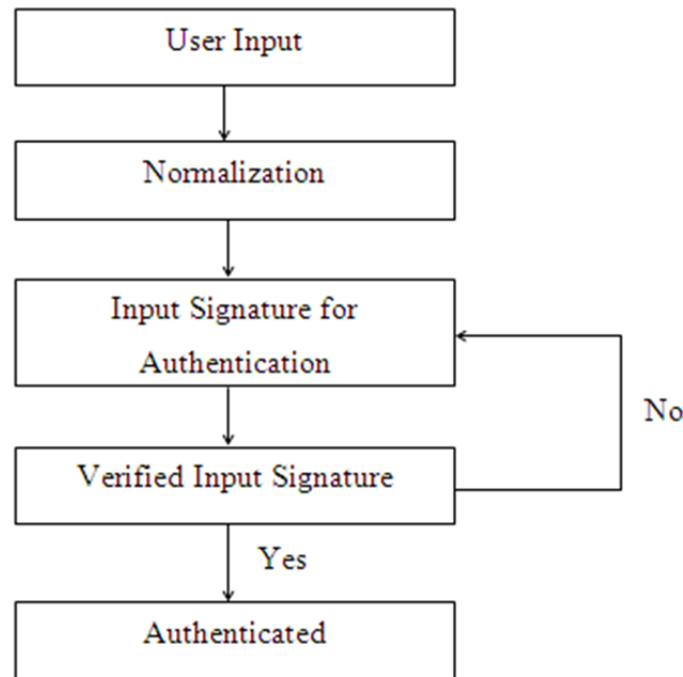 User Input
Normalization
Input Signature for
Authentication
No
Verified Input Signature
Yes
Authenticated